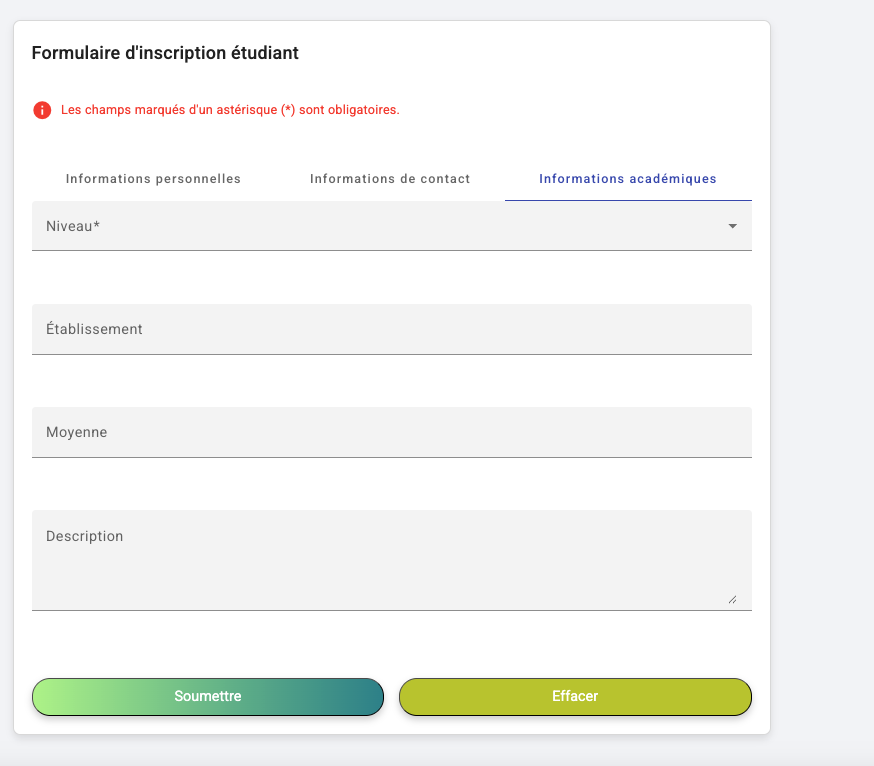 Formulaire d'inscription étudiant
Les champs marqués d'un astérisque (*) sont obligatoires.
Informations personnelles Informations de contact Informations académiques
Niveau*
Établissement
Moyenne
Description
Soumettre Effacer